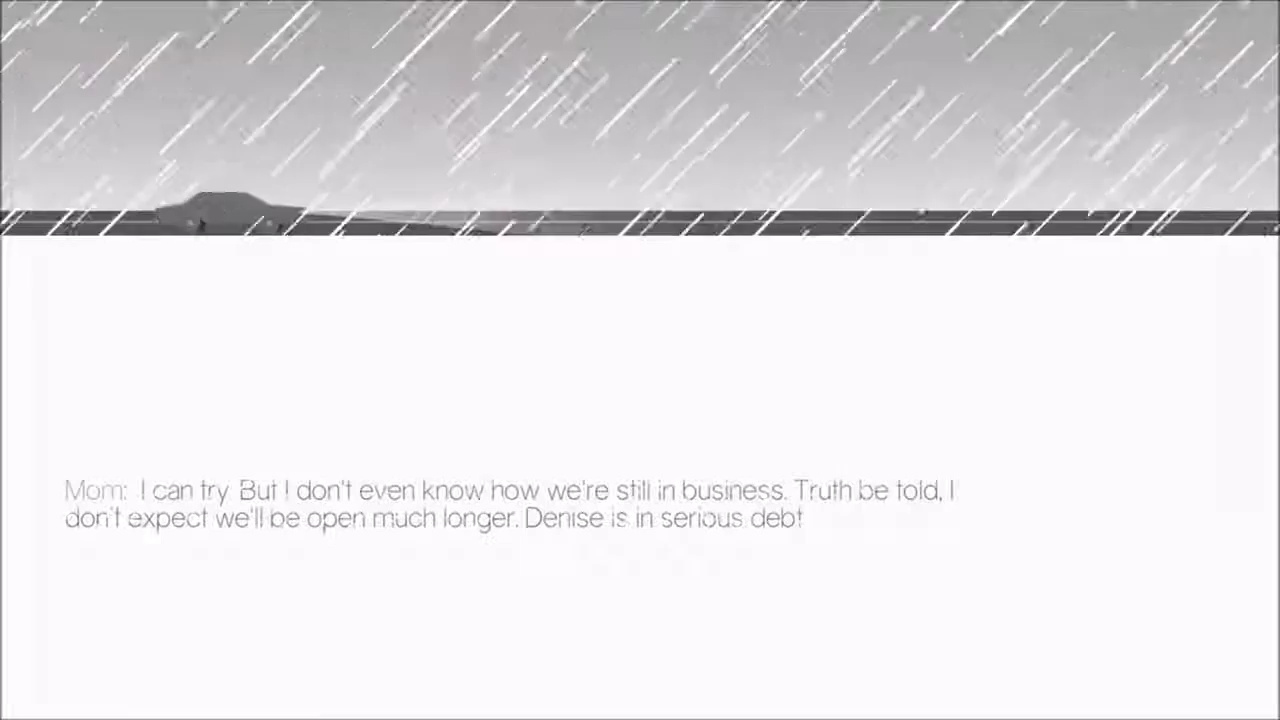 Mom: I can try. But I don't even know how we're still in business. Truth be told, I
don't expect we'll be open much longer. Denise is in serious debt